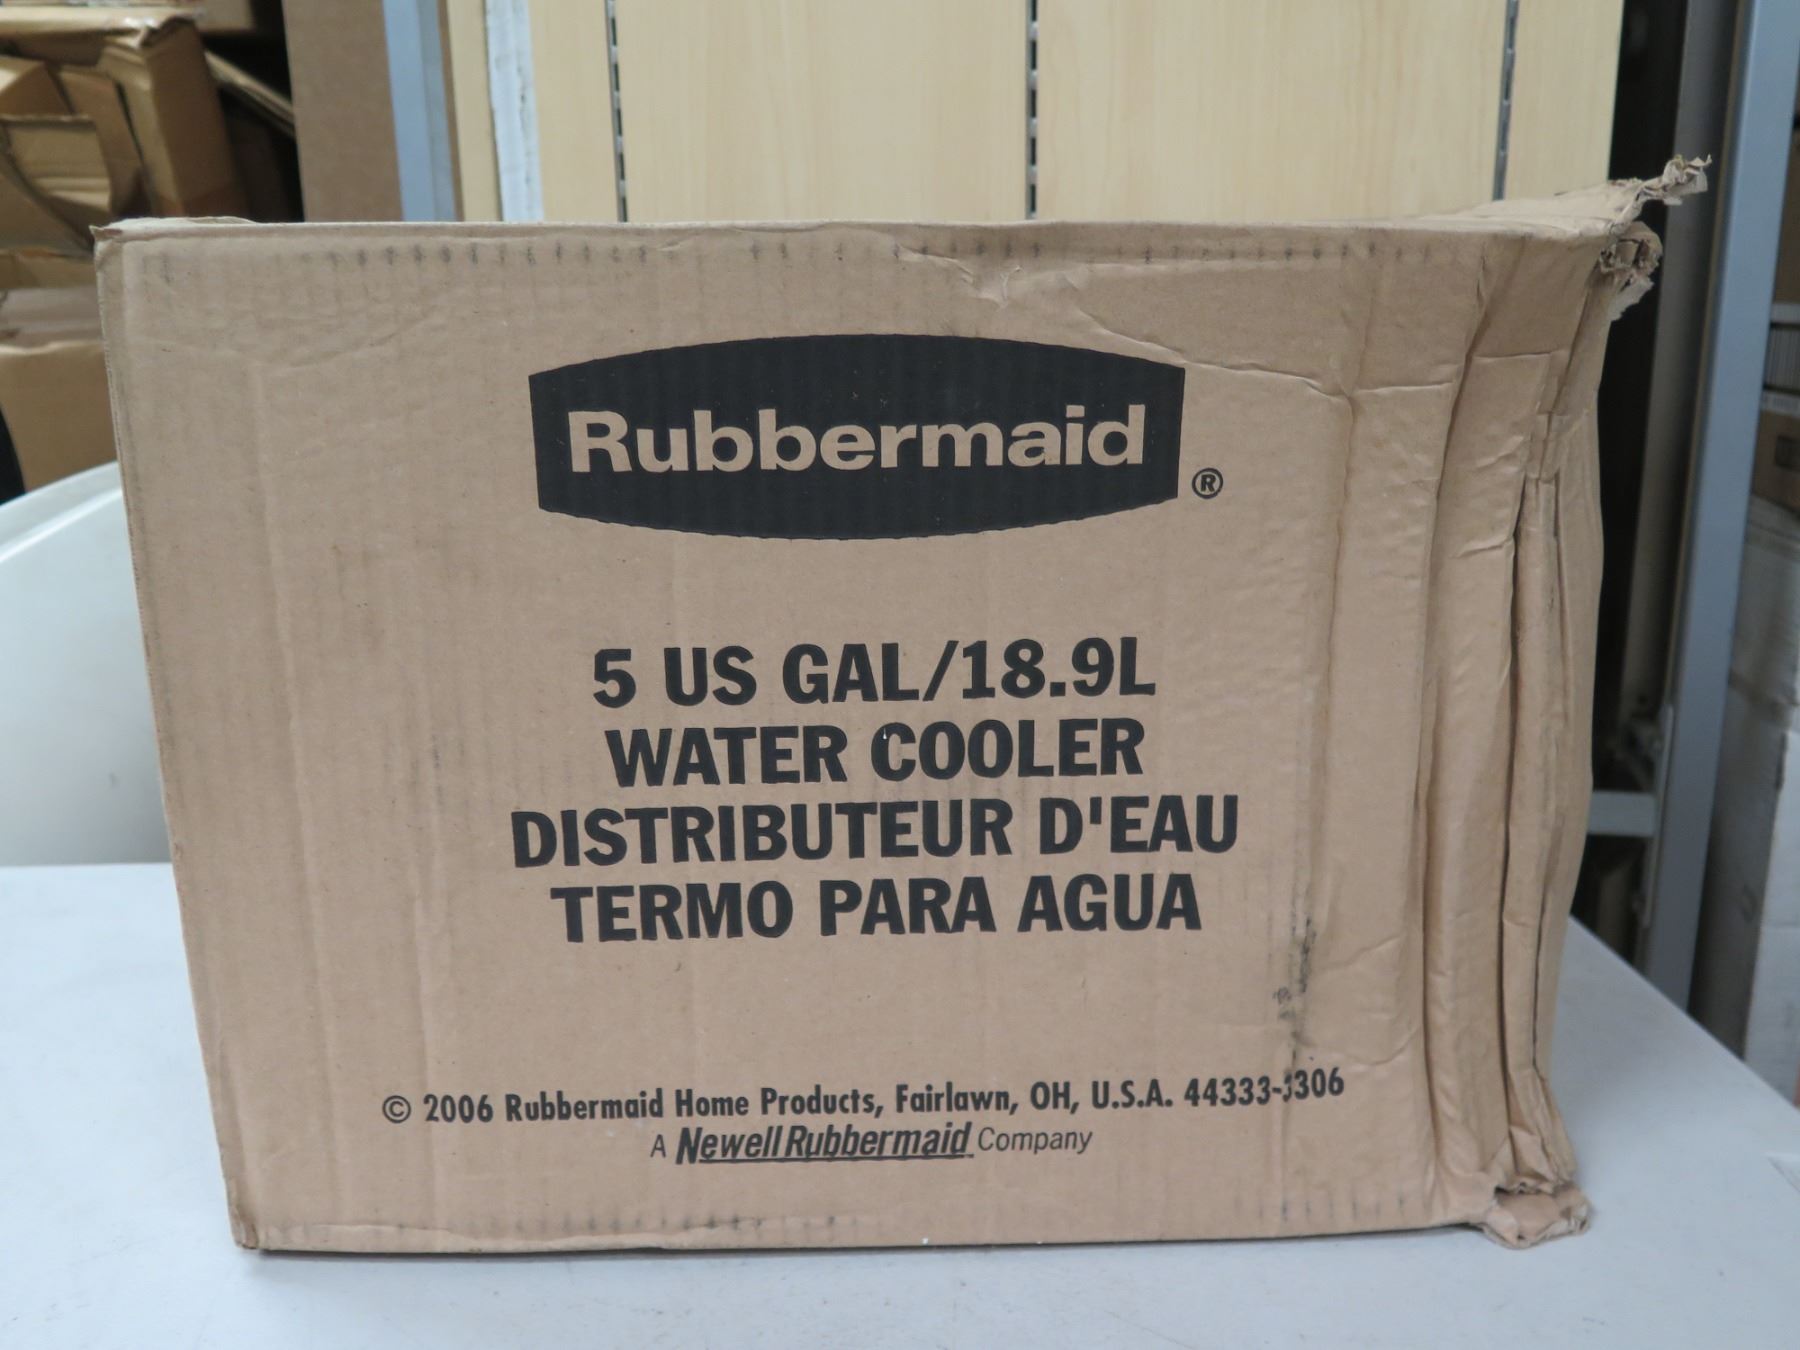 Rubbermaid ®
5 US GAL/18.9L
WATER COOLER
DISTRIBUTEUR D'EAU
TERMO PARA AGUA
© 2006 Rubbermaid Home Products, Fairlawn, OH, U.S.A.
A Newell Rubbermaid Company